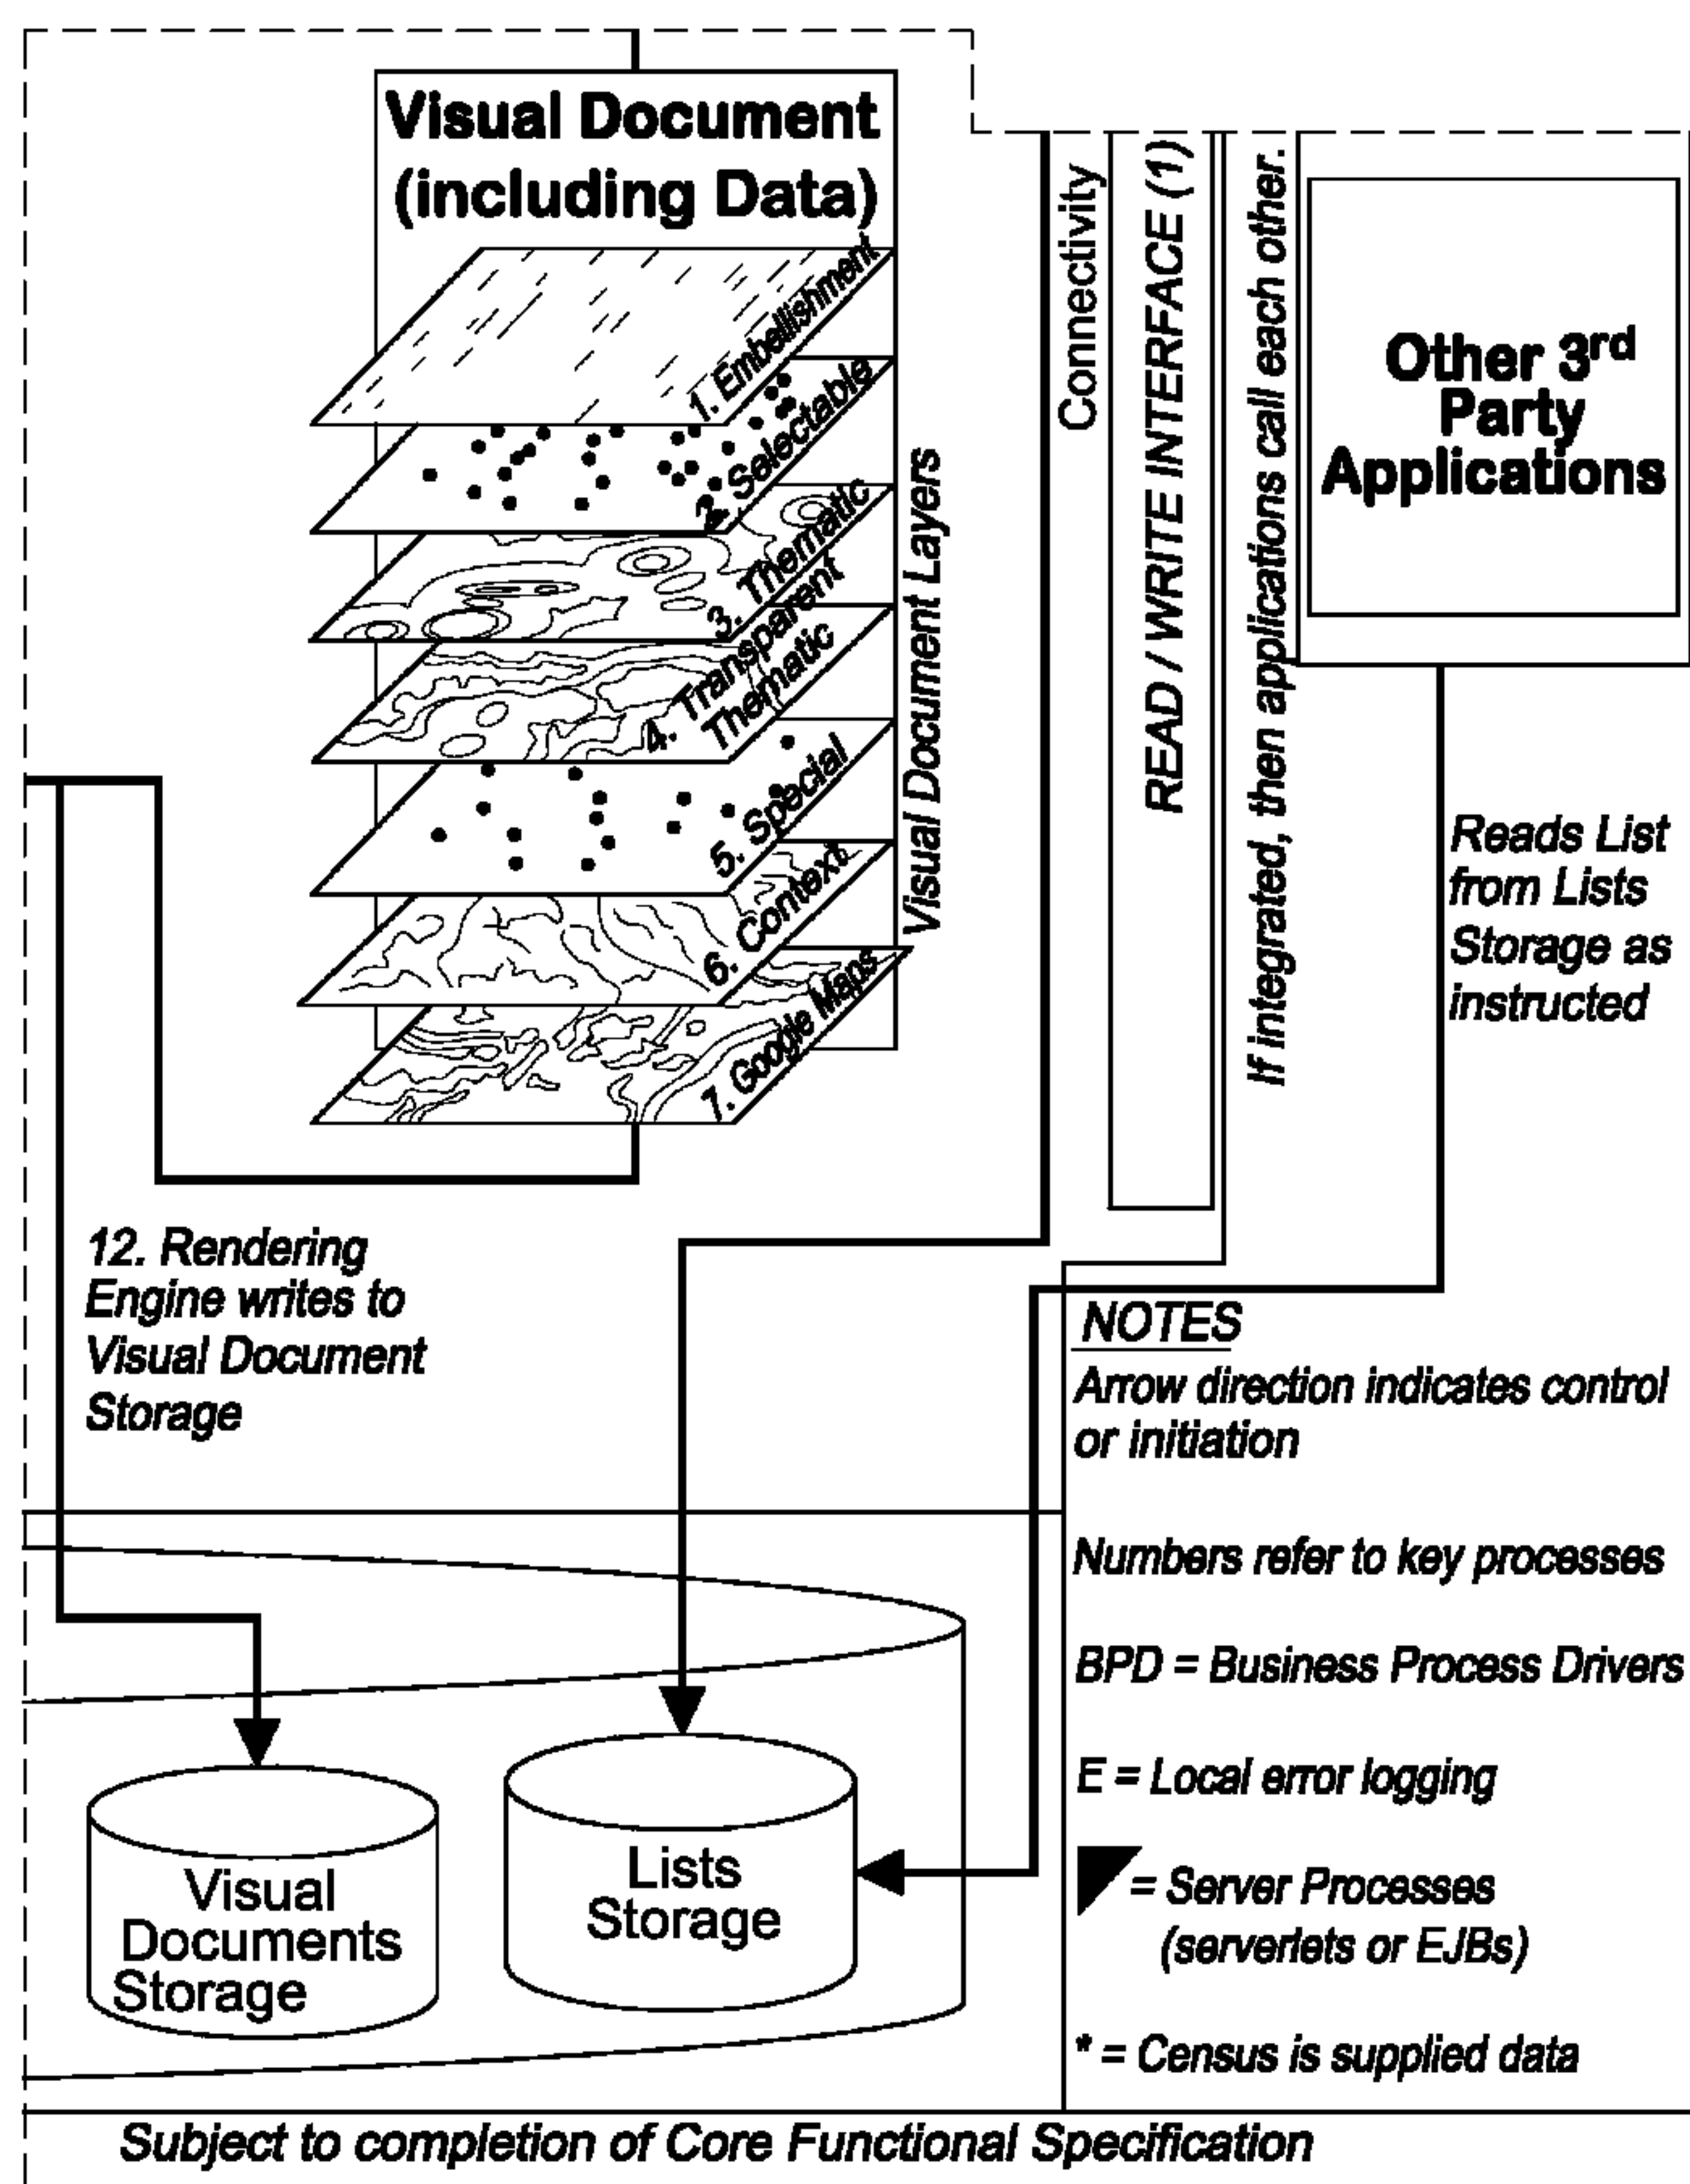 Visual Document
(including Data)
1. Embellishment
2. Selectable
3. Thematic
4. Transparent
Thematic
5. Special
6. Context
7. Google Maps
Visual Document Layers
Connectivity
READ / WRITE INTERFACE (1)
If integrated, then applications call each other.
Other 3rd
Party
Applications
Reads List
from Lists
Storage as
instructed
12. Rendering
Engine writes to
Visual Document
Storage
NOTES
Arrow direction indicates control
or initiation
Numbers refer to key processes
BPD = Business Process Drivers
E = Local error logging
= Server Processes
(serverlets or EJBs)
* = Census is supplied data
Visual
Documents
Storage
Lists
Storage
Subject to completion of Core Functional Specification